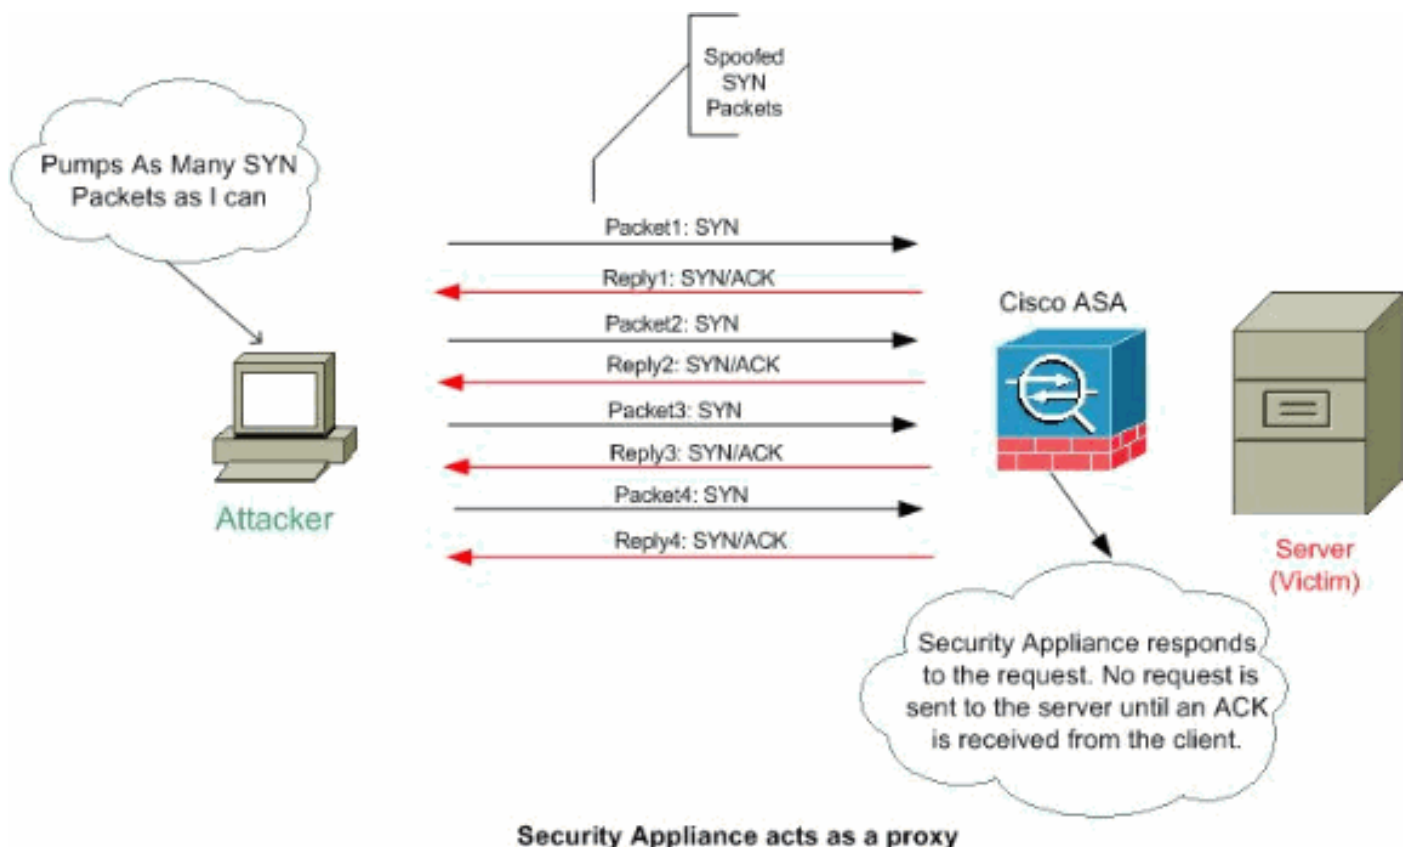 Spoofed
SYN
Packets
Pumps As Many SYN
Packets as I can
Packet1: SYN
Reply1: SYN/ACK
Packet2: SYN
Reply2: SYN/ACK
Packet3: SYN
Reply3: SYN/ACK
Packet4: SYN
Reply4: SYN/ACK
Attacker
Cisco ASA
Server
(Victim)
Security Appliance responds
to the request. No request is
sent to the server until an ACK
is received from the client.
Security Appliance acts as a proxy